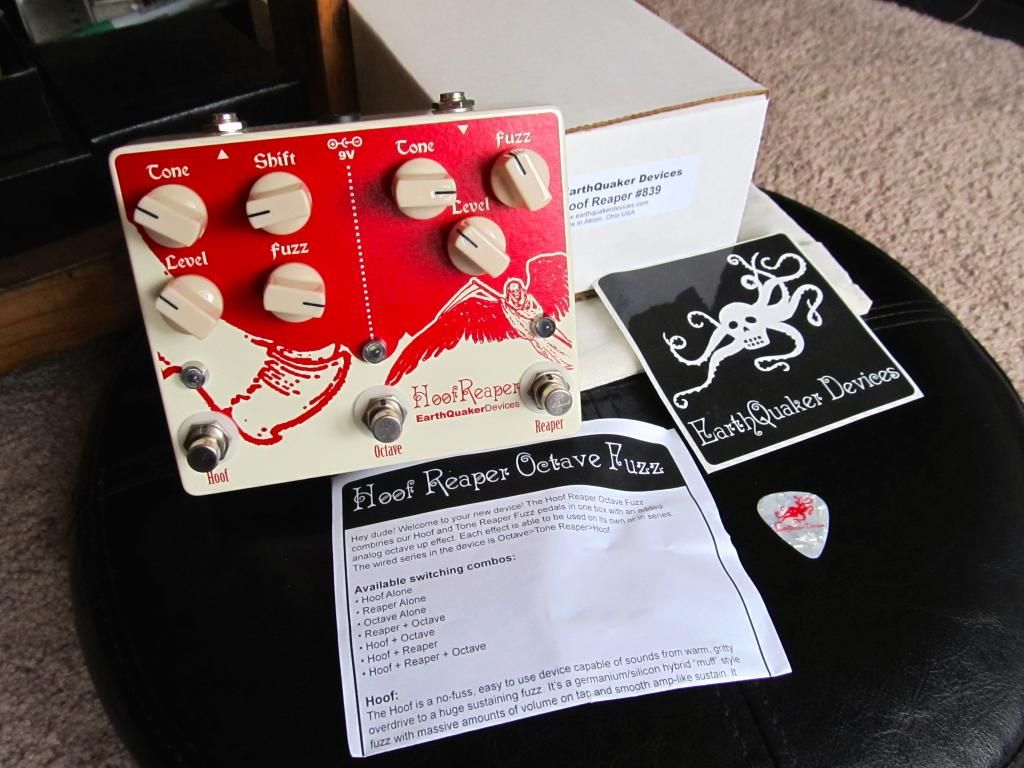 Tone
Shift
9V
Tone
Fuzz
Level
Fuzz
Level
HoofReaper
EarthQuakerDevices
Hoof
Octave
Reaper
EarthQuaker Devices
oof Reaper #839
earthquakerdevices.com
in Akron, Ohio USA
EarthQuaker Devices
Hoof Reaper Octave Fuzz
Hey dude! Welcome to your new device! The Hoof Reaper Octave Fuzz
combines our Hoof and Tone Reaper Fuzz pedals in one box with an added
analog octave up effect. Each effect is able to be used on its own or in series.
The wired series in the device is Octave>Tone Reaper>Hoof.
Available switching combos:
• Hoof Alone
• Reaper Alone
• Octave Alone
• Reaper + Octave
• Hoof + Octave
• Hoof + Reaper
• Hoof + Reaper + Octave
Hoof:
The Hoof is a no-fuss, easy to use device capable of sounds from warm, gritty
overdrive to a huge sustaining fuzz. It's a germanium/silicon hybrid "muff" style
fuzz with massive amounts of volume on tap and smooth amp-like sustain. It